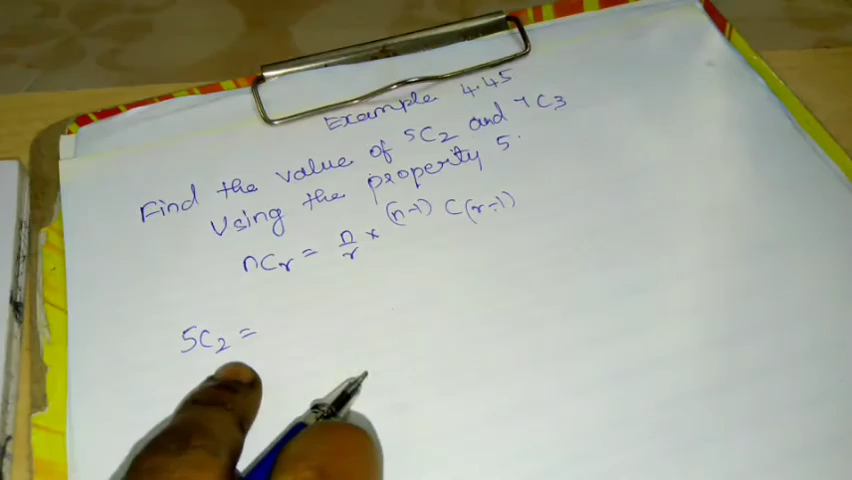 Example 4.45
Find the value of ⁵C₂ and ⁷C₃
Using the property 5.
nCᵣ = n/r × (n-1) C(r-1)
5C₂ =